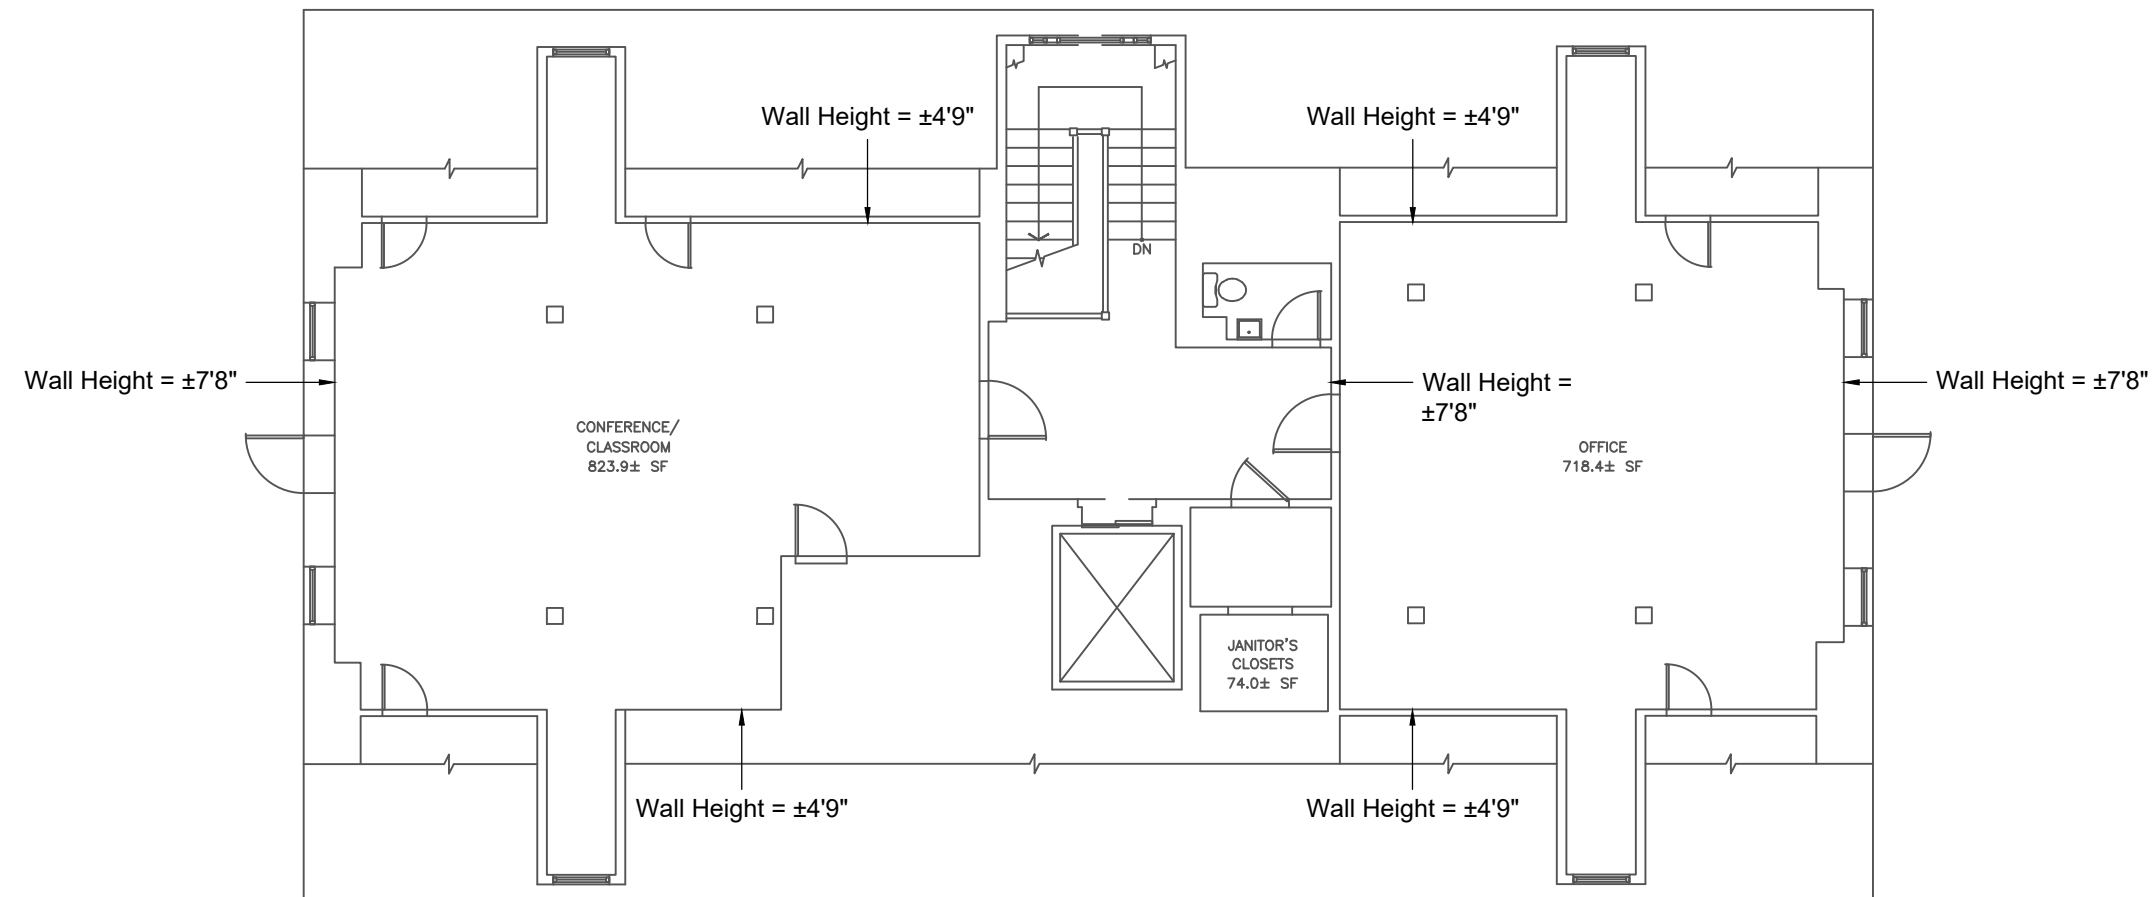 Wall Height = ±4'9"
Wall Height = ±4'9"
DN
Wall Height = ±7'8"
Wall Height =
±7'8"
Wall Height = ±7'8"
CONFERENCE/
CLASSROOM
823.9± SF
OFFICE
718.4± SF
JANITOR'S
CLOSETS
74.0± SF
Wall Height = ±4'9"
Wall Height = ±4'9"